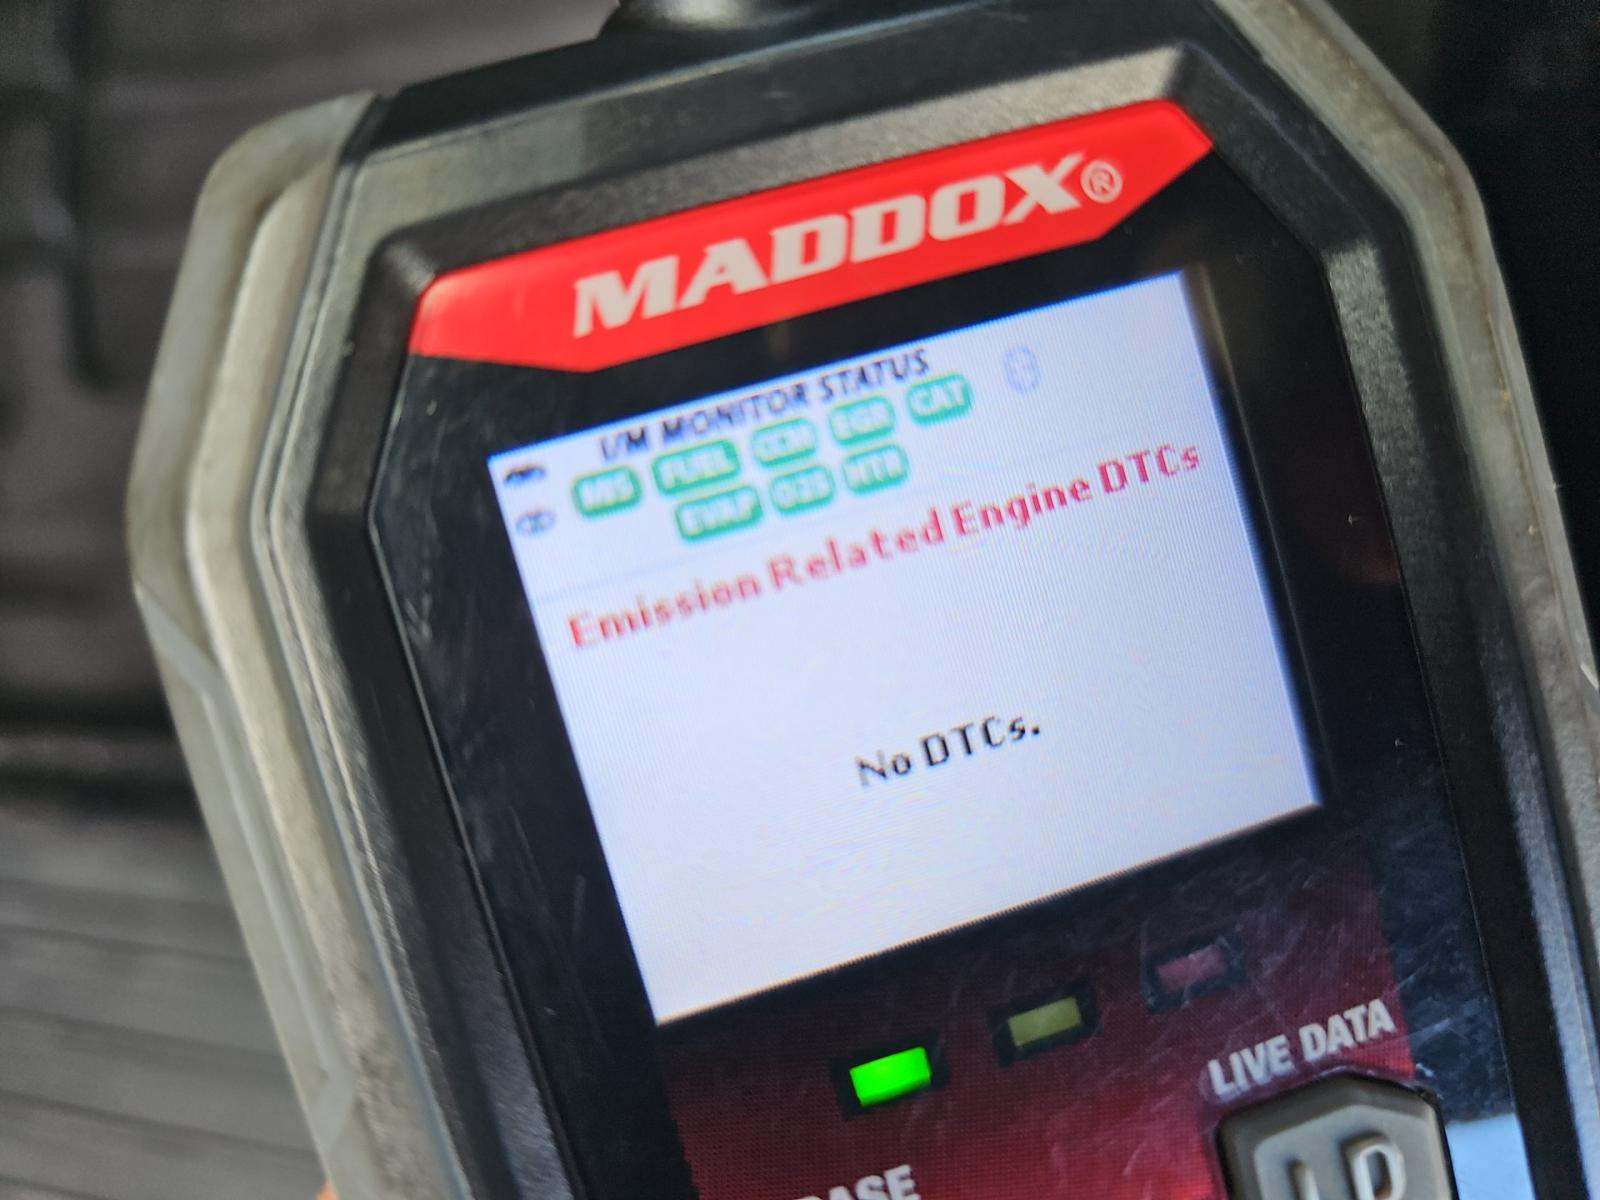 MADDOX®
I/M MONITOR STATUS
MIS FUEL CCM EGR CAT
EVAP O2S HTR
Emission Related Engine DTCs
No DTCs.
LIVE DATA
LD